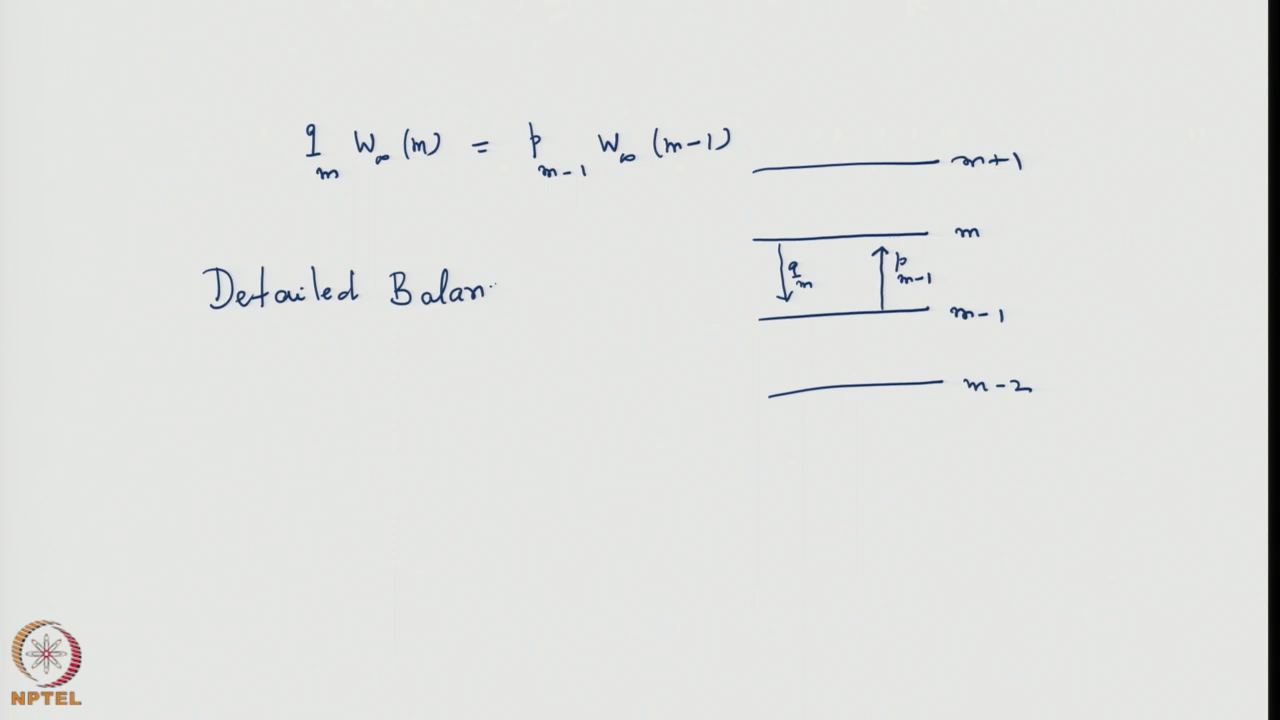 q_m W_∞ (m) = p_{m-1} W_∞ (m-1)
m+1
m
q_m p_{m-1}
m-1
Detailed Balan
m-2
NPTEL